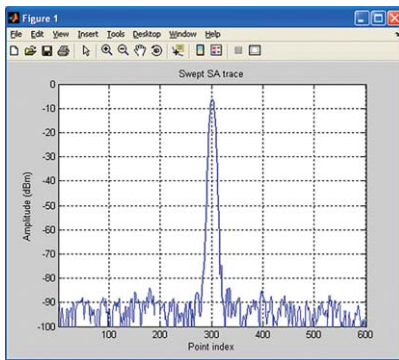 Figure 1
File Edit View Insert Tools Desktop Window Help
Swept SA trace
0
-10
-20
-30
-40
-50
-60
-70
-80
-90
-100
Amplitude (dBm)
100 200 300 400 500 600
Point index